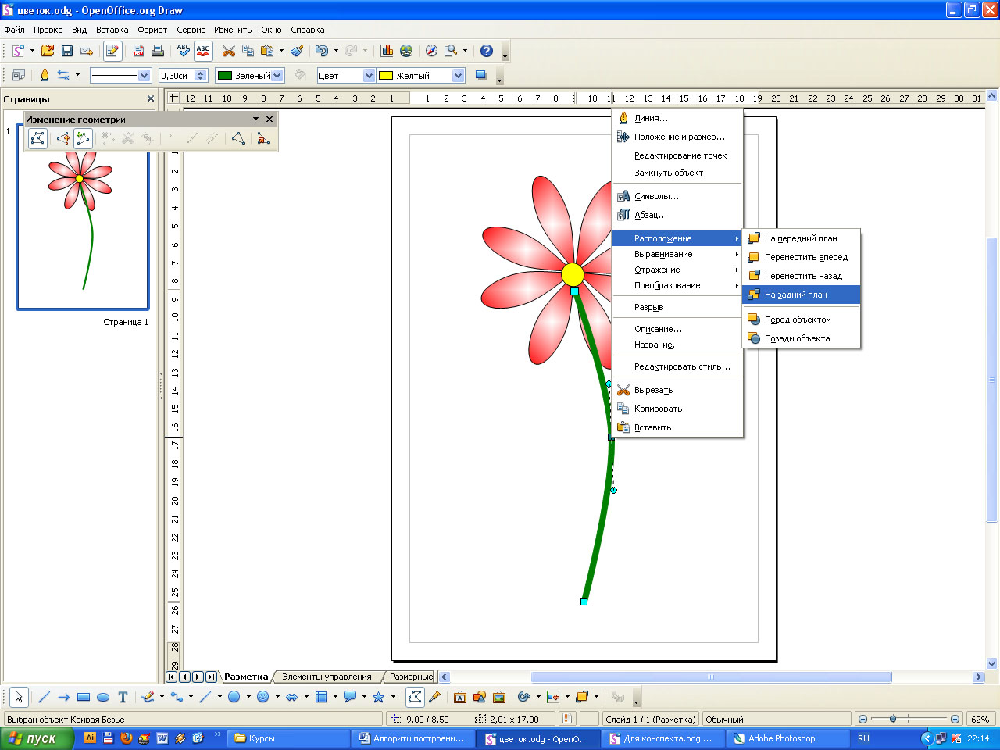 цветок.odg - OpenOffice.org Draw
Файл Правка Вид Вставка Формат Сервис Изменить Окно Справка
ABC ABC
0,30см Зеленый Цвет Желтый
Страницы
12 11 10 9 8 7 6 5 4 3 2 1 1 2 3 4 5 6 7 8 9 10 11 12 13 14 15 16 17 18 19 20 21 22 23 24 25 26 27 28 29 30 31
Изменение геометрии
1
Страница 1
1 2 3 4 5 6 7 8 9 10 11 12 13 14 15 16 17 18 19 20 21 22 23 24 25 26 27 28 29
Линия...
Положение и размер...
Редактирование точек
Замкнуть объект
Символы...
Абзац...
Расположение
Выравнивание
Отражение
Преобразование
Разрыв
Описание...
Название...
Редактировать стиль...
Вырезать
Копировать
Вставить
На передний план
Переместить вперед
Переместить назад
На задний план
Перед объектом
Позади объекта
Разметка Элементы управления Размерные
Выбран объект Кривая Безье 9,00 / 8,50 2,01 x 17,00 Слайд 1 / 1 (Разметка) Обычный 62%
пуск Ai W » Курсы Алгоритм построени... цветок.odg - OpenO... Для конспекта.odg ... Adobe Photoshop RU 22:14